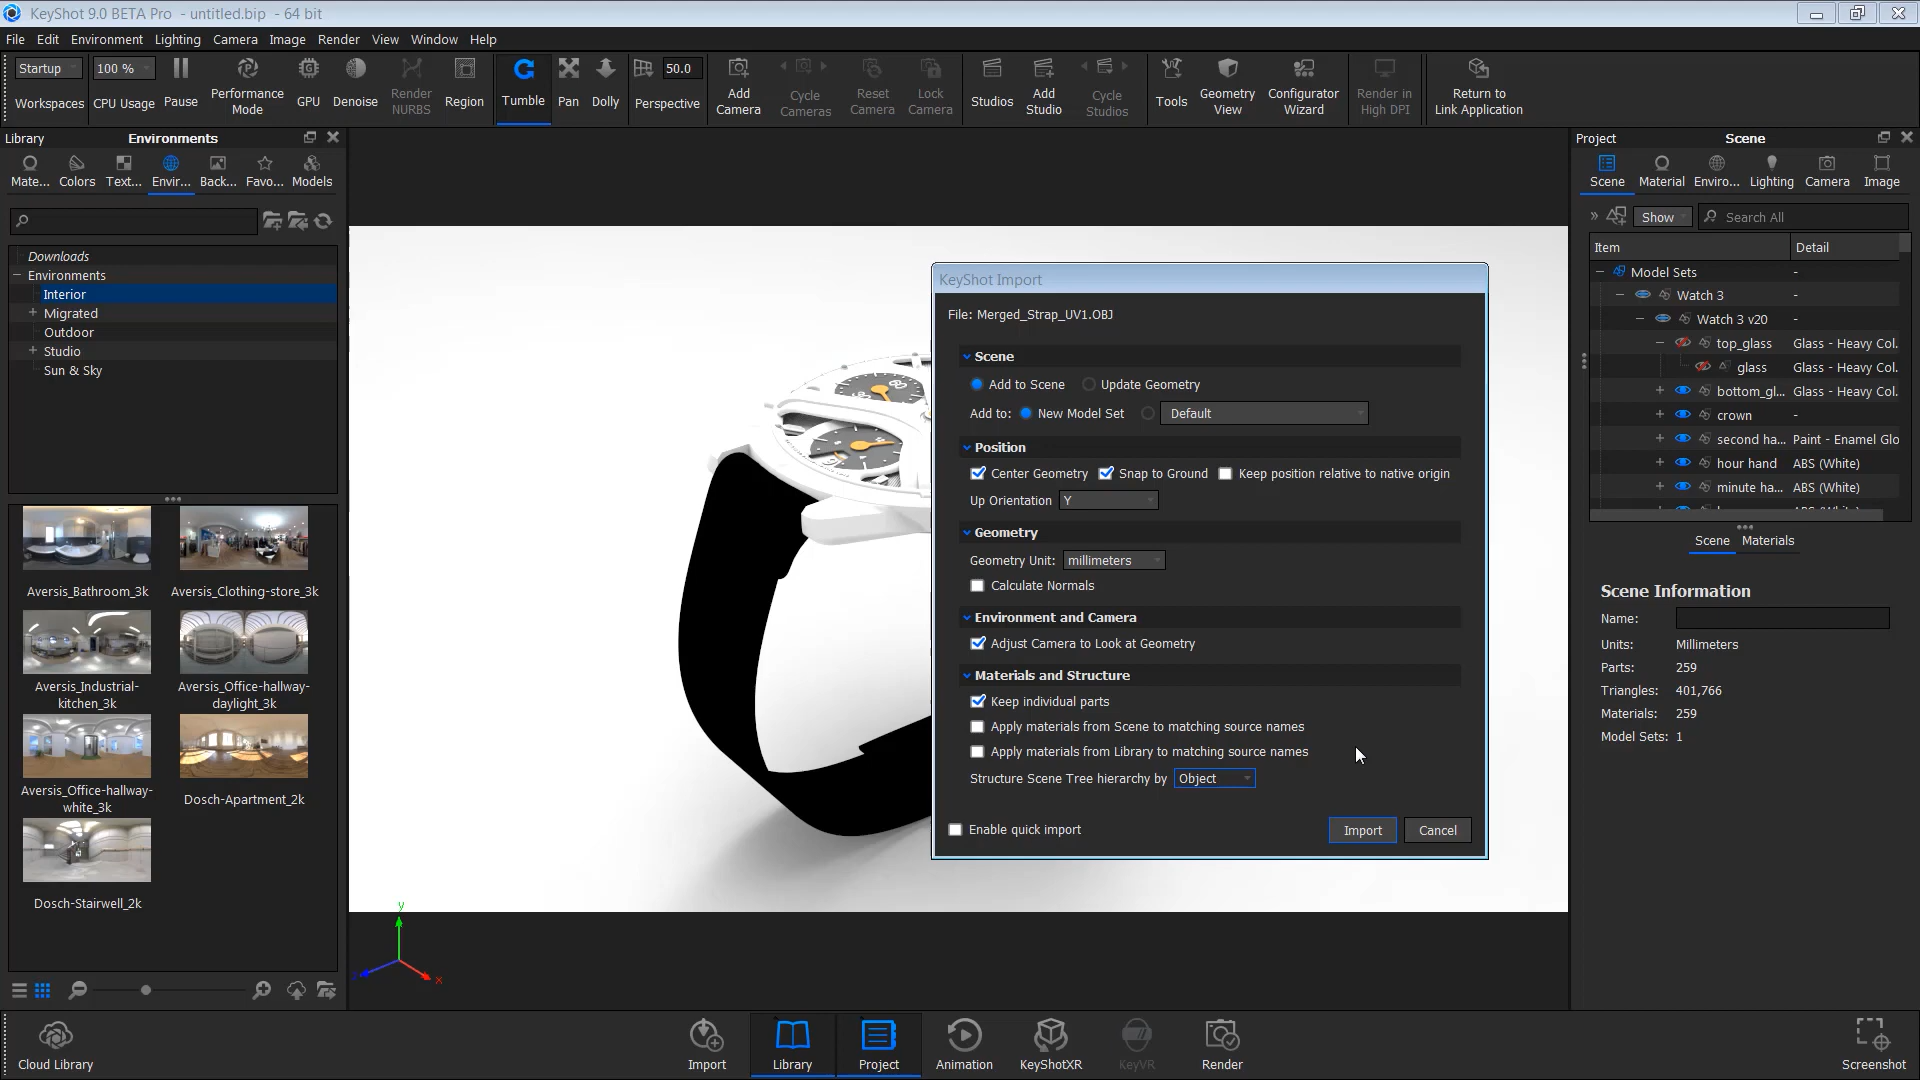 KeyShot 9.0 BETA Pro - untitled.bip - 64 bit
File Edit Environment Lighting Camera Image Render View Window Help
Startup
Workspaces
100 %
CPU Usage
Pause
Performance
Mode
GPU
Denoise
Render
NURBS
Region
Tumble
Pan
Dolly
50.0
Perspective
Add
Camera
Cycle
Cameras
Reset
Camera
Lock
Camera
Studios
Add
Studio
Cycle
Studios
Tools
Geometry
View
Configurator
Wizard
Render in
High DPI
Return to
Link Application
Library
Environments
Mate... Colors Text... Envir... Back... Favo... Models
Downloads
Environments
Interior
Migrated
Outdoor
Studio
Sun & Sky
Aversis_Bathroom_3k
Aversis_Clothing-store_3k
Aversis_Industrial-
kitchen_3k
Aversis_Office-hallway-
daylight_3k
Aversis_Office-hallway-
white_3k
Dosch-Apartment_2k
Dosch-Stairwell_2k
60
y
x
KeyShot Import
File: Merged_Strap_UV1.OBJ
Scene
Add to Scene Update Geometry
Add to: New Model Set Default
Position
Center Geometry Snap to Ground Keep position relative to native origin
Up Orientation Y
Geometry
Geometry Unit: millimeters
Calculate Normals
Environment and Camera
Adjust Camera to Look at Geometry
Materials and Structure
Keep individual parts
Apply materials from Scene to matching source names
Apply materials from Library to matching source names
Structure Scene Tree hierarchy by Object
Enable quick import
Import Cancel
Project
Scene
Scene Material Enviro... Lighting Camera Image
Show Search All
Item Detail
Model Sets -
Watch 3 -
Watch 3 v20 -
top_glass Glass - Heavy Col.
glass Glass - Heavy Col.
bottom_gl... Glass - Heavy Col.
crown -
second ha... Paint - Enamel Glo
hour hand ABS (White)
minute ha... ABS (White)
Scene Materials
Scene Information
Name:
Units: Millimeters
Parts: 259
Triangles: 401,766
Materials: 259
Model Sets: 1
Cloud Library
Import
Library
Project
Animation
KeyShotXR
KeyVR
Render
Screenshot